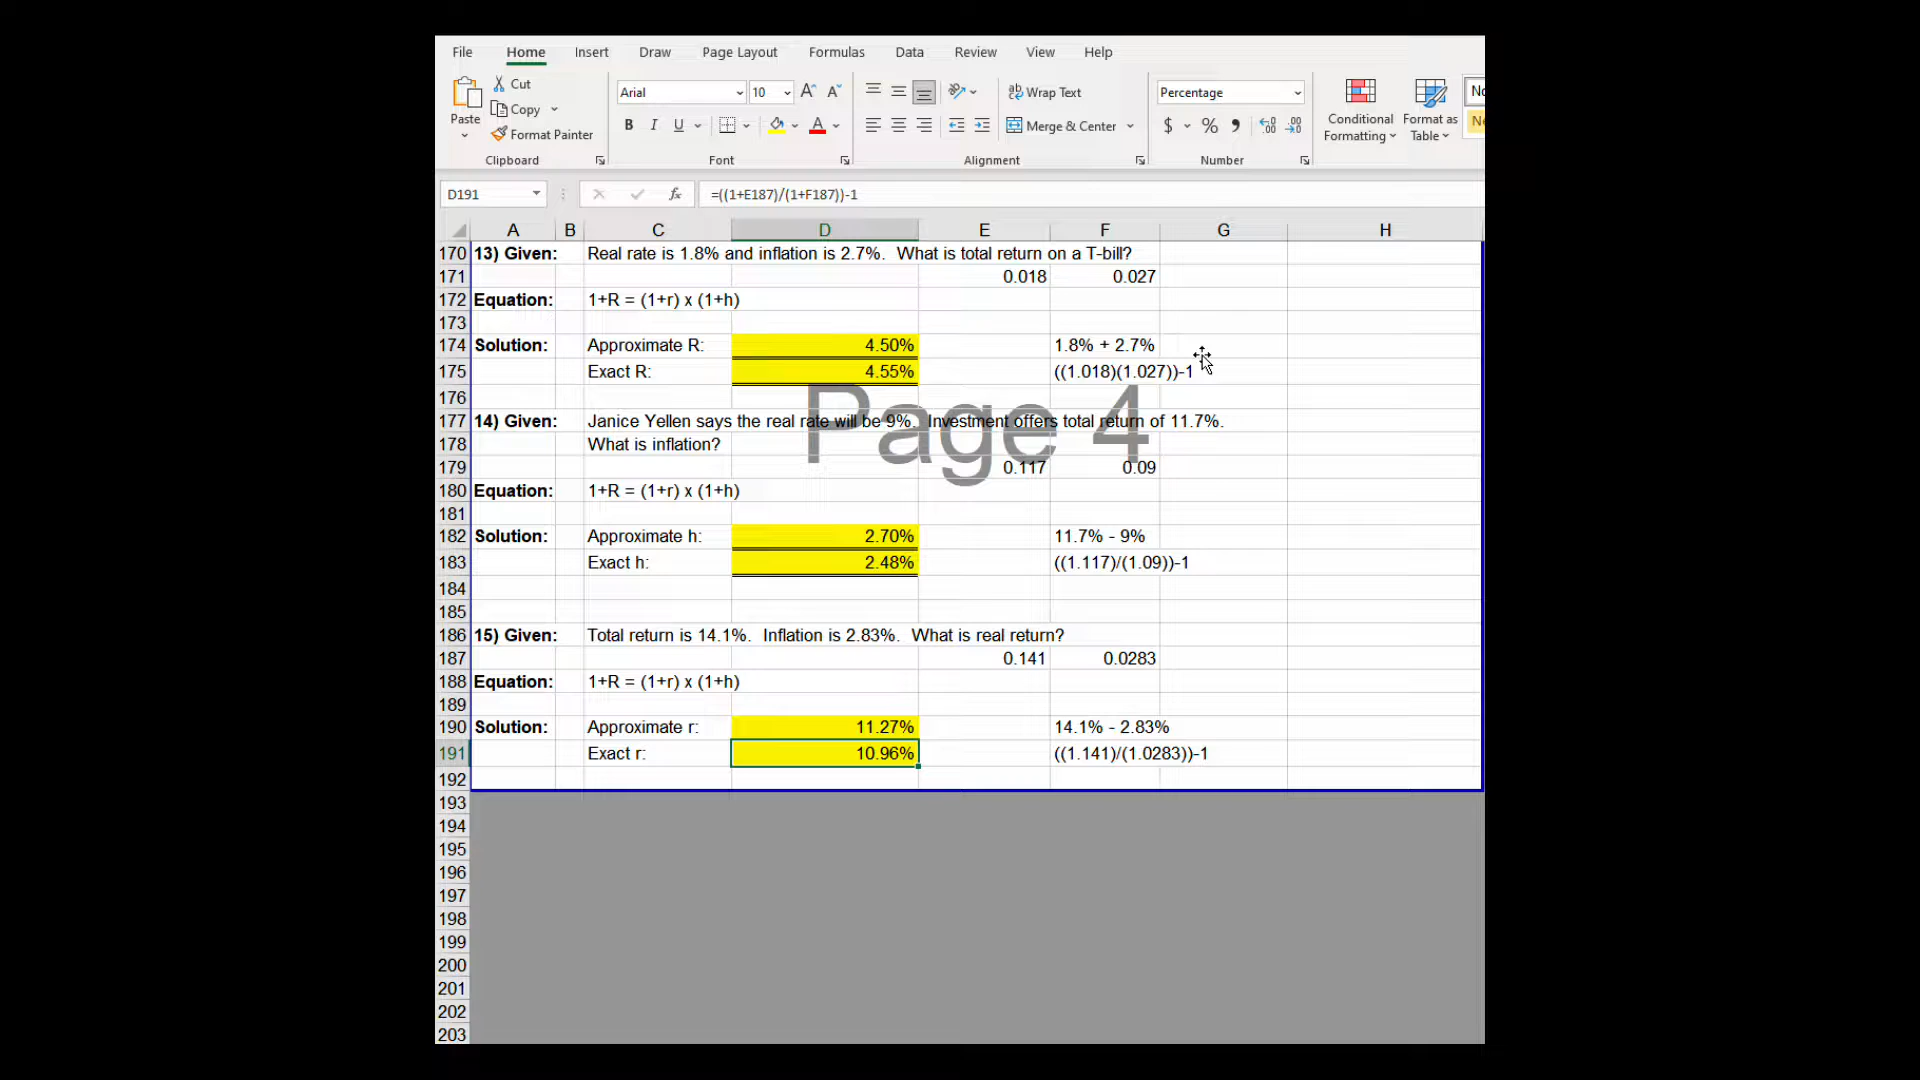 File Home Insert Draw Page Layout Formulas Data Review View Help
Paste Cut Copy Format Painter
Arial 10 A A
B I U A
Wrap Text
Merge & Center
Percentage
$ %
Conditional Formatting
Format as Table
Clipboard Font Alignment Number
D191 fx =((1+E187)/(1+F187))-1
A B C D E F G H
170 13) Given: Real rate is 1.8% and inflation is 2.7%. What is total return on a T-bill?
171 0.018 0.027
172 Equation: 1+R = (1+r) x (1+h)
173
174 Solution: Approximate R: 4.50% 1.8% + 2.7%
175 Exact R: 4.55% ((1.018)(1.027))-1
176
Page 4
177 14) Given: Janice Yellen says the real rate will be 9%. Investment offers total return of 11.7%.
178 What is inflation?
179 0.117 0.09
180 Equation: 1+R = (1+r) x (1+h)
181
182 Solution: Approximate h: 2.70% 11.7% - 9%
183 Exact h: 2.48% ((1.117)/(1.09))-1
184
185
186 15) Given: Total return is 14.1%. Inflation is 2.83%. What is real return?
187 0.141 0.0283
188 Equation: 1+R = (1+r) x (1+h)
189
190 Solution: Approximate r: 11.27% 14.1% - 2.83%
191 Exact r: 10.96% ((1.141)/(1.0283))-1
192
193
194
195
196
197
198
199
200
201
202
203